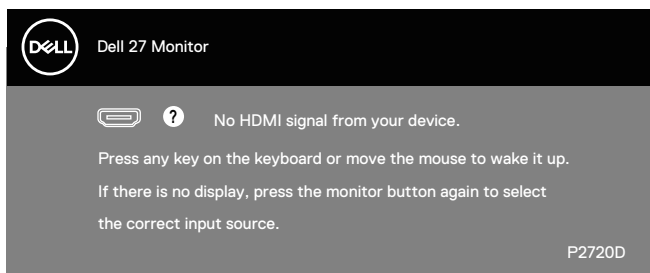 DELL
Dell 27 Monitor
? No HDMI signal from your device.
Press any key on the keyboard or move the mouse to wake it up.
If there is no display, press the monitor button again to select
the correct input source.
P2720D